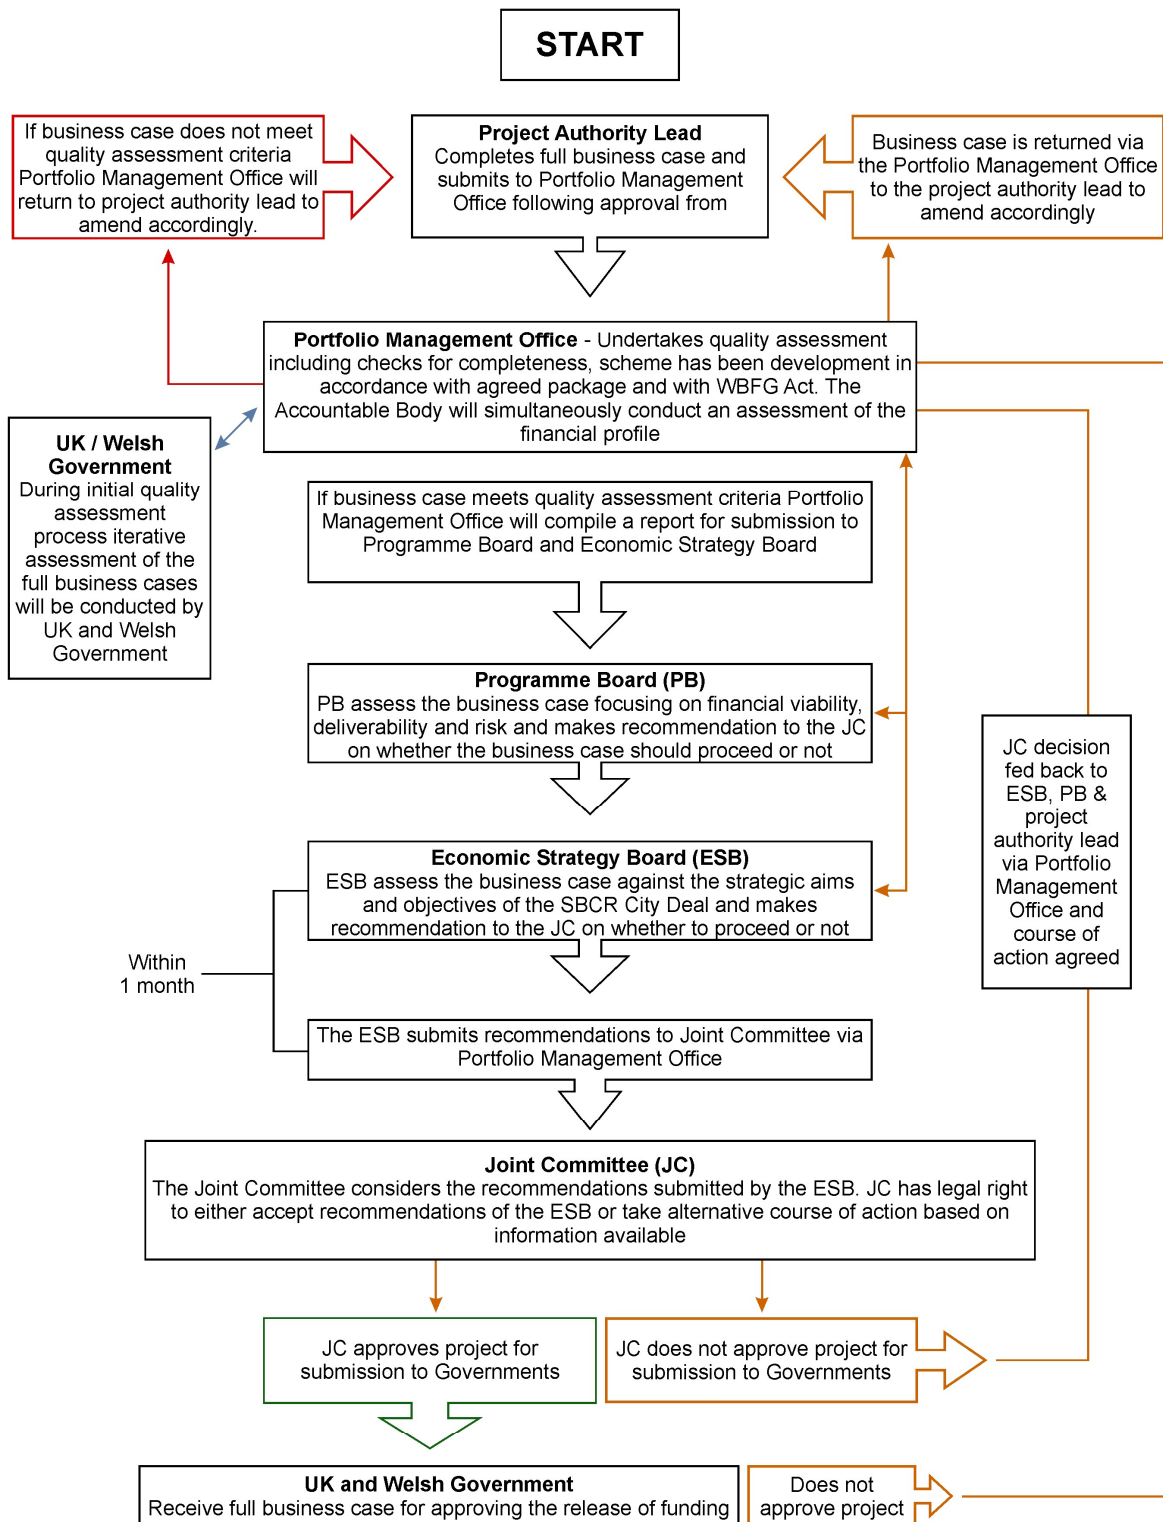 START
If business case does not meet
quality assessment criteria
Portfolio Management Office will
return to project authority lead to
amend accordingly.
Project Authority Lead
Completes full business case and
submits to Portfolio Management
Office following approval from
Business case is returned via
the Portfolio Management Office
to the project authority lead to
amend accordingly
Portfolio Management Office - Undertakes quality assessment
including checks for completeness, scheme has been development in
accordance with agreed package and with WBFG Act. The
Accountable Body will simultaneously conduct an assessment of the
financial profile
UK / Welsh
Government
During initial quality
assessment
process iterative
assessment of the
full business cases
will be conducted by
UK and Welsh
Government
If business case meets quality assessment criteria Portfolio
Management Office will compile a report for submission to
Programme Board and Economic Strategy Board
Programme Board (PB)
PB assess the business case focusing on financial viability,
deliverability and risk and makes recommendation to the JC
on whether the business case should proceed or not
JC decision
fed back to
ESB, PB &
project
authority lead
via Portfolio
Management
Office and
course of
action agreed
Economic Strategy Board (ESB)
ESB assess the business case against the strategic aims
and objectives of the SBCR City Deal and makes
recommendation to the JC on whether to proceed or not
Within
1 month
The ESB submits recommendations to Joint Committee via
Portfolio Management Office
Joint Committee (JC)
The Joint Committee considers the recommendations submitted by the ESB. JC has legal right
to either accept recommendations of the ESB or take alternative course of action based on
information available
JC approves project for
submission to Governments
JC does not approve project for
submission to Governments
UK and Welsh Government
Receive full business case for approving the release of funding
Does not
approve project